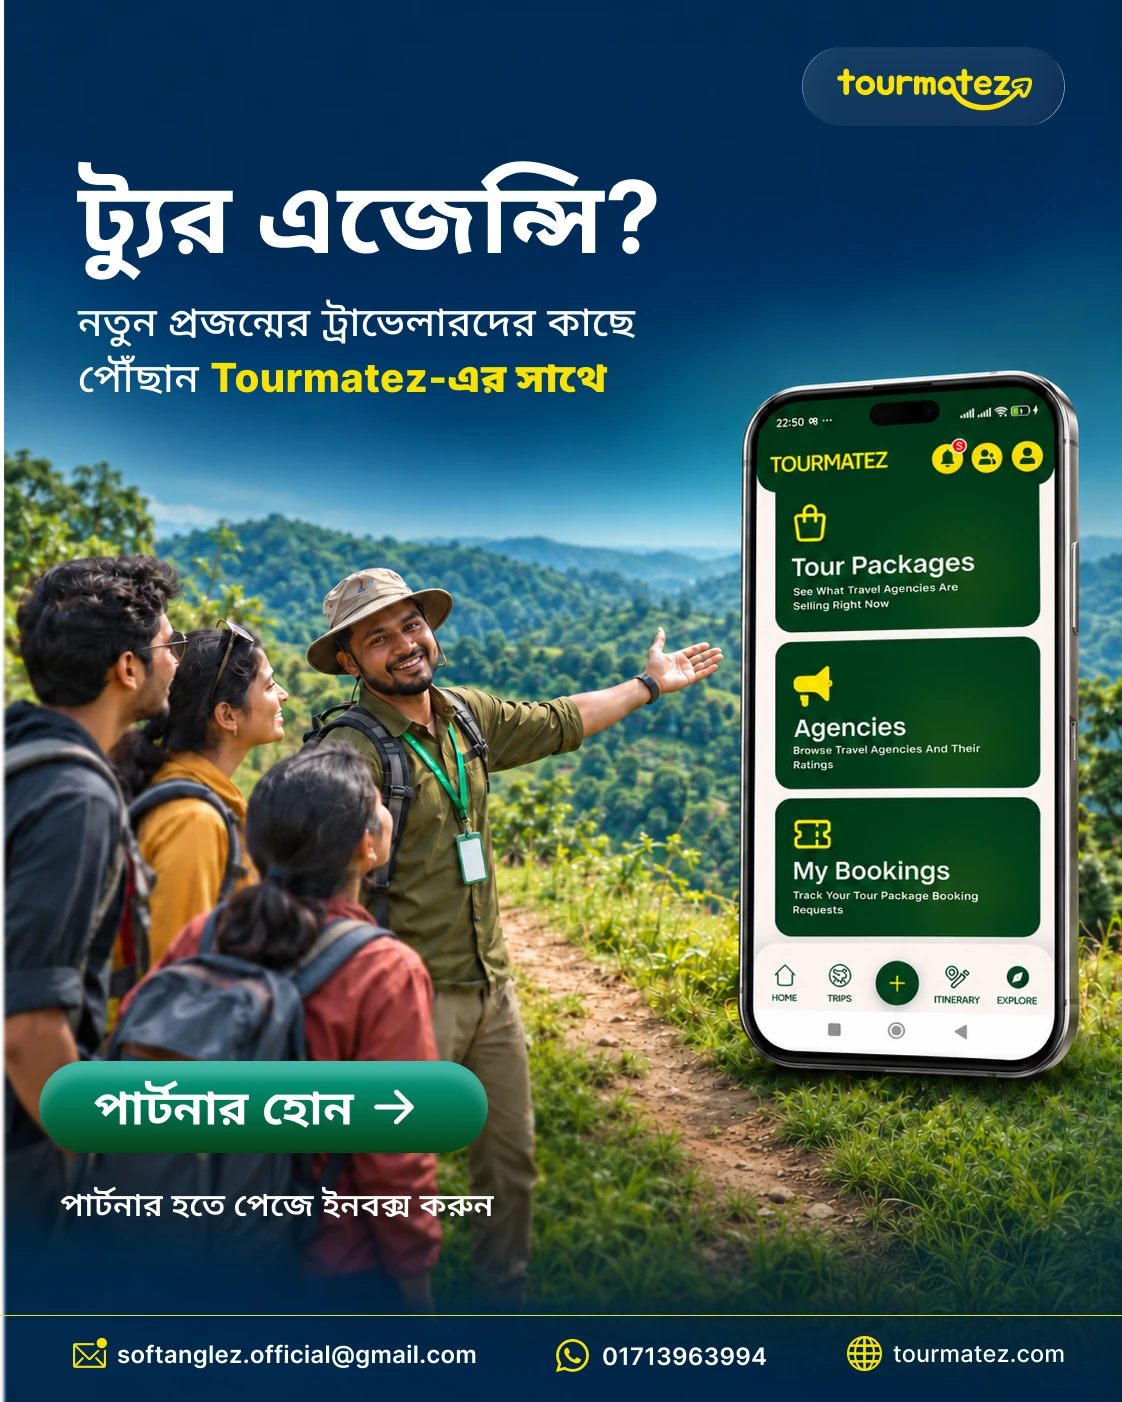 tourmatez
ট্যুর এজেন্সি?
নতুন প্রজন্মের ট্রাভেলারদের কাছে
পৌঁছান Tourmatez-এর সাথে
22:50
TOURMATEZ
Tour Packages
See What Travel Agencies Are
Selling Right Now
Agencies
Browse Travel Agencies And Their
Ratings
My Bookings
Track Your Tour Package Booking
Requests
HOME TRIPS ITINERARY EXPLORE
পার্টনার হোন →
পার্টনার হতে পেজে ইনবক্স করুন
softanglez.official@gmail.com 01713963994 tourmatez.com